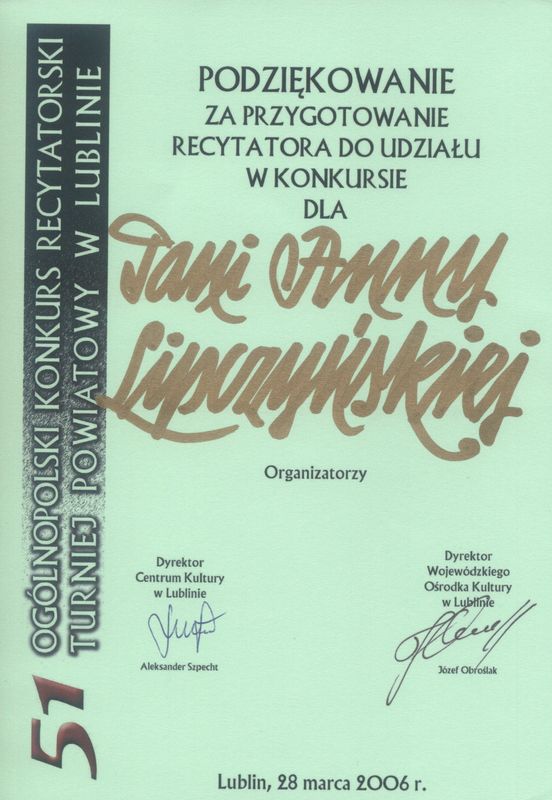 51
OGÓLNOPOLSKI KONKURS RECYTATORSKI
TURNIEJ POWIATOWY W LUBLINIE
PODZIĘKOWANIE
ZA PRZYGOTOWANIE
RECYTATORA DO UDZIAŁU
W KONKURSIE
DLA
Pani Anny
Lipczyńskiej
Organizatorzy
Dyrektor
Centrum Kultury
w Lublinie
Aleksander Szpecht
Dyrektor
Wojewódzkiego
Ośrodka Kultury
w Lublinie
Józef Obroślak
Lublin, 28 marca 2006 r.